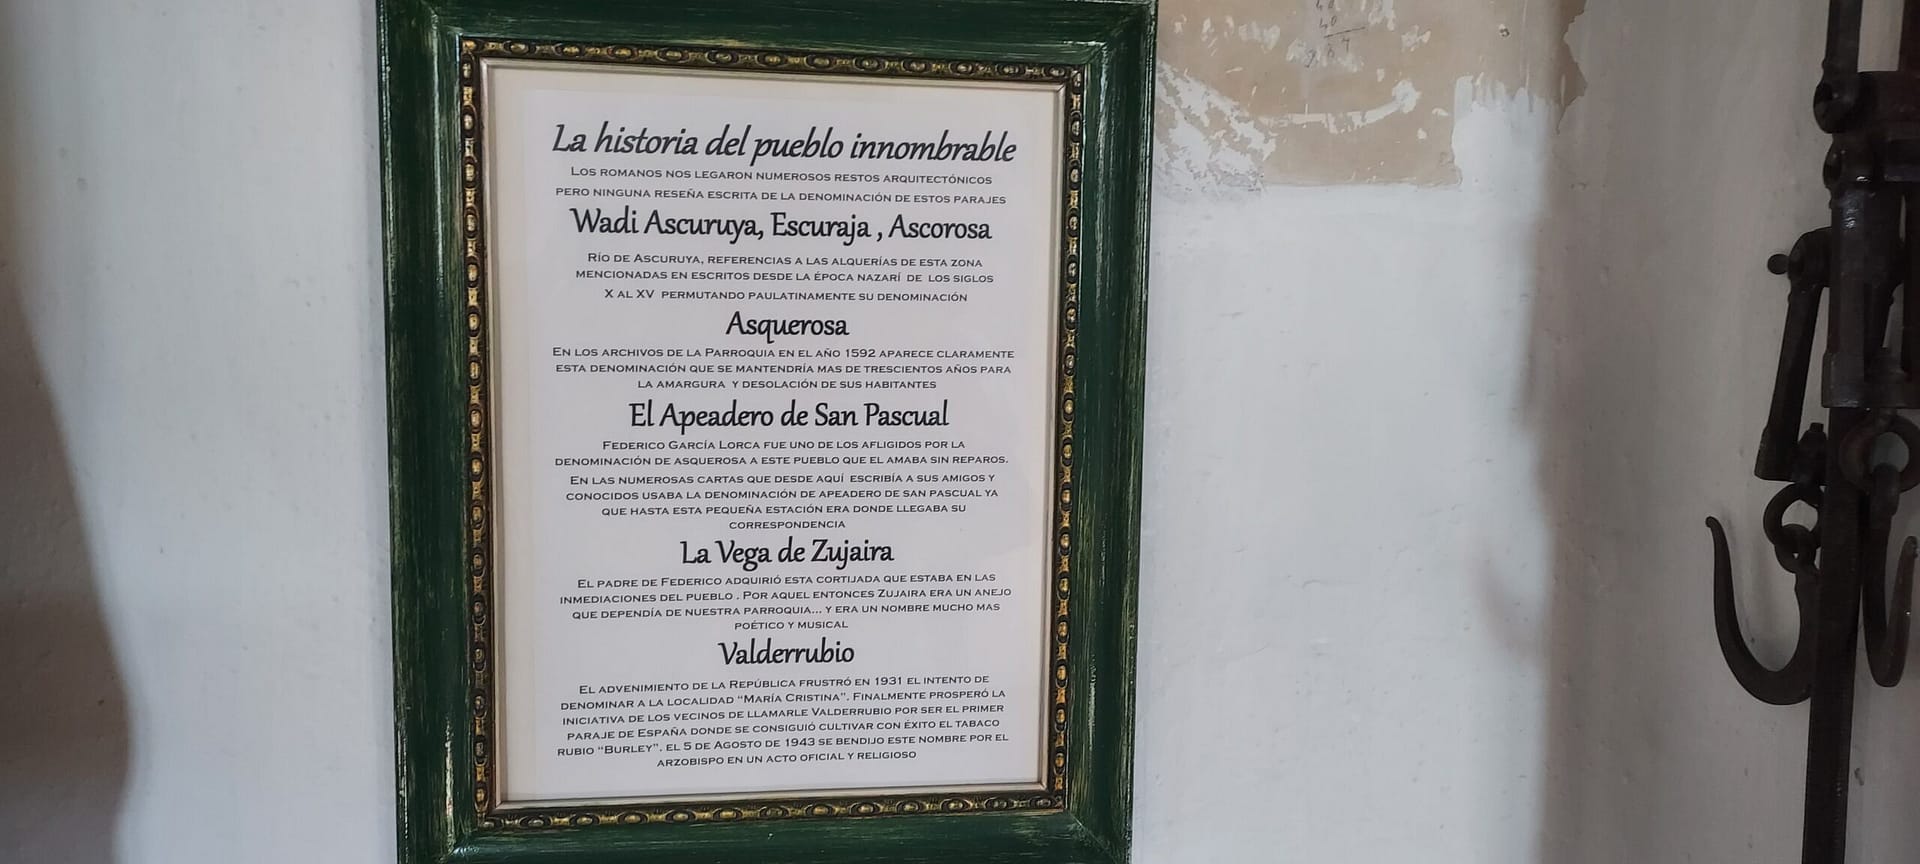 La historia del pueblo innombrable
Los romanos nos legaron numerosos restos arquitectónicos
pero ninguna reseña escrita de la denominación de estos parajes
Wadi Ascuruya, Escuraja , Ascorosa
Río de Ascuruya, referencias a las alquerías de esta zona
mencionadas en escritos desde la época nazarí de los siglos
X al XV permutando paulatinamente su denominación
Asquerosa
En los archivos de la Parroquia en el año 1592 aparece claramente
esta denominación que se mantendría mas de trescientos años para
la amargura y desolación de sus habitantes
El Apeadero de San Pascual
Federico García Lorca fue uno de los afligidos por la
denominación de asquerosa a este pueblo que el amaba sin reparos.
En las numerosas cartas que desde aquí escribía a sus amigos y
conocidos usaba la denominación de apeadero de san pascual ya
que hasta esta pequeña estación era donde llegaba su
correspondencia
La Vega de Zujaira
El padre de Federico adquirió esta cortijada que estaba en las
inmediaciones del pueblo . Por aquel entonces Zujaira era un anejo
que dependía de nuestra parroquia... y era un nombre mucho mas
poético y musical
Valderrubio
El advenimiento de la República frustró en 1931 el intento de
denominar a la localidad “María Cristina”. Finalmente prosperó la
iniciativa de los vecinos de llamarle Valderrubio por ser el primer
paraje de España donde se consiguió cultivar con éxito el tabaco
rubio “Burley”. el 5 de Agosto de 1943 se bendijo este nombre por el
arzobispo en un acto oficial y religioso